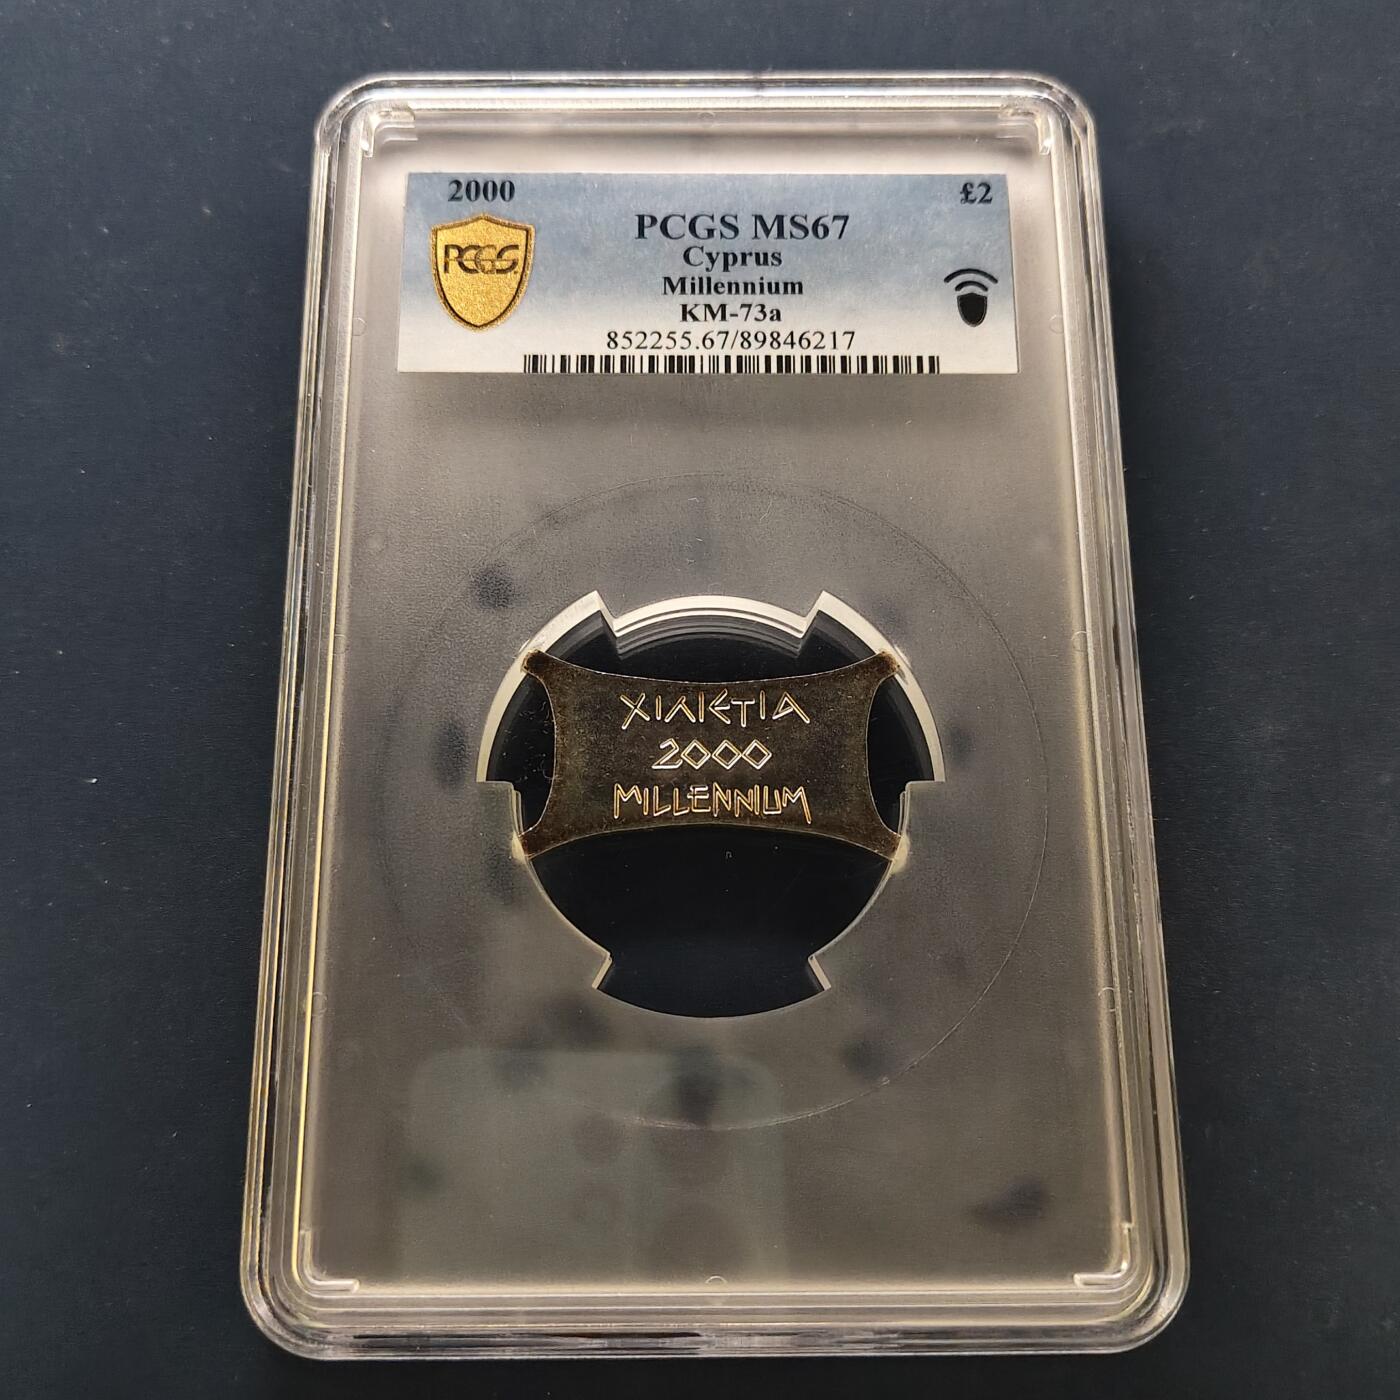 2000 £2
PCGS MS67
PCGS
Cyprus
Millennium
KM-73a
852255.67/89846217
ΧΙΛΙΕΤΙΑ
2000
MILLENNIUM